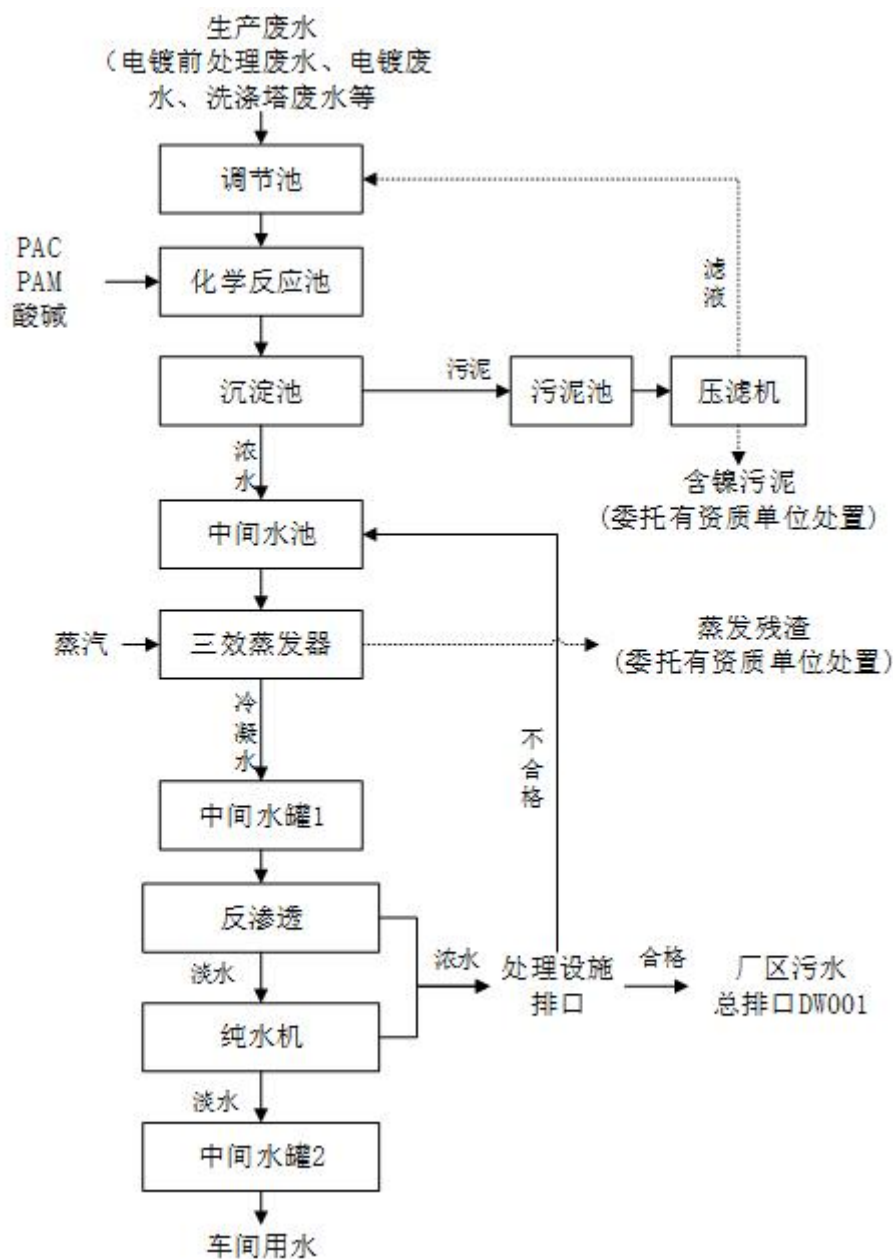 生产废水
(电镀前处理废水、电镀废
水、洗涤塔废水等
调节池
PAC
PAM
酸碱
化学反应池
滤液
沉淀池
污泥
污泥池
压滤机
浓水
含镍污泥
(委托有资质单位处置)
中间水池
蒸汽
三效蒸发器
蒸发残渣
(委托有资质单位处置)
冷凝水
不合格
中间水罐1
反渗透
淡水
浓水
处理设施
排口
合格
厂区污水
总排口DW001
纯水机
淡水
中间水罐2
车间用水